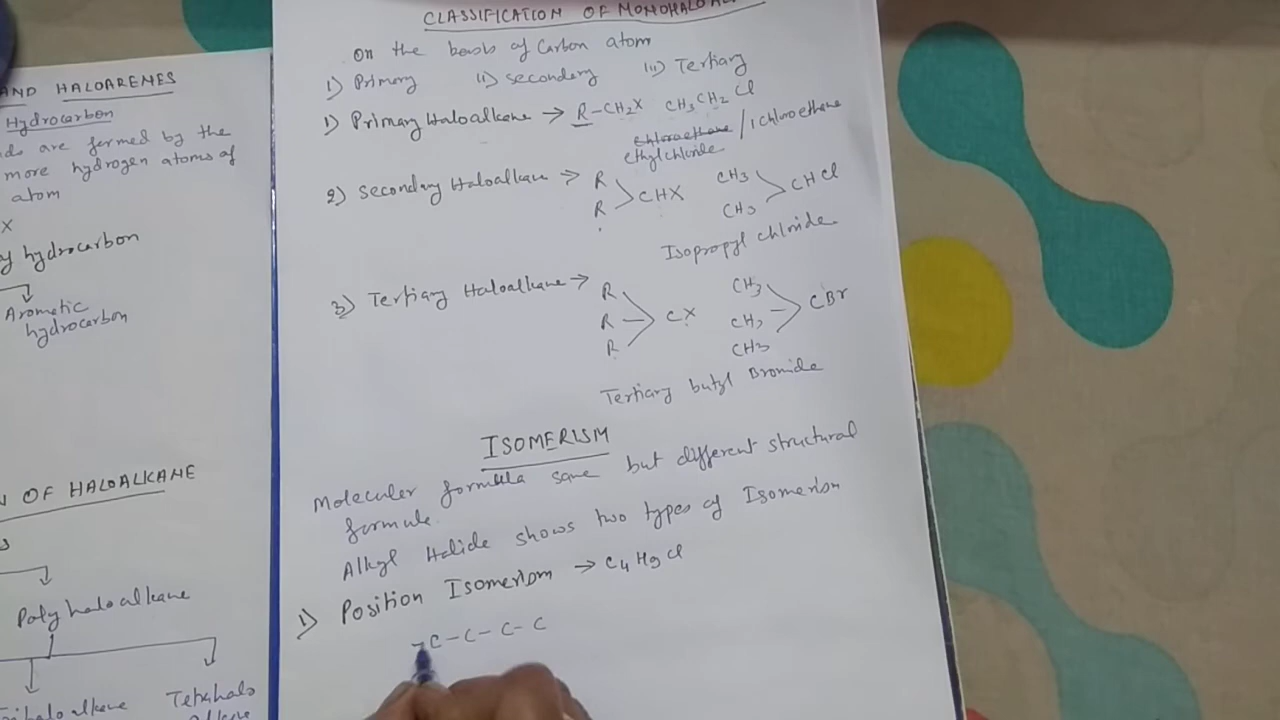 AND HALOARENES
Hydrocarbon
are formed by the
more hydrogen atoms of
atom
X
hydrocarbon
Aromatic
hydrocarbon
OF HALOALKANE
Polyhaloalkane
Tetrahalo
CLASSIFICATION OF MONOHALOAL
On the basis of Carbon atom
i) Primary ii) secondary iii) Tertiary
1) Primary Haloalkane → R-CH2X CH3CH2Cl
chloroethane / 1 chloroethane
ethylchloride
2) Secondary Haloalkane → R CH3
CHX CHCl
R CH3
Isopropyl chloride
3) Tertiary Haloalkane → R CH3
R CX CH3 CBr
R CH3
Tertiary butyl Bromide
ISOMERISM
Molecular formula same but different structural
formula.
Alkyl Halide shows two types of Isomerism
1) Position Isomerism → C4H9Cl
-C-C-C-C